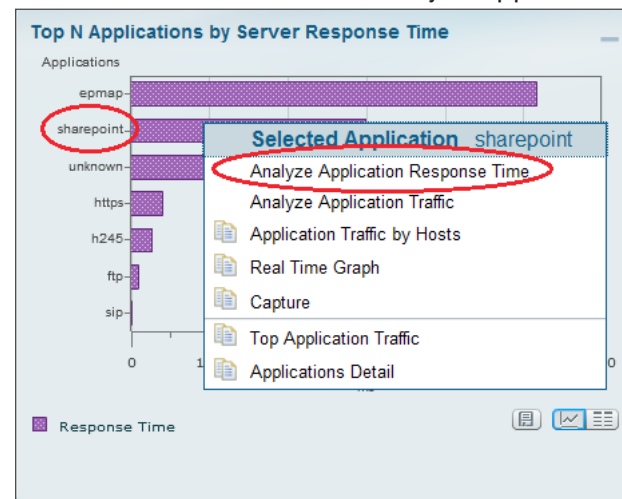 Top N Applications by Server Response Time
Applications
epmap
sharepoint
Selected Application sharepoint
unknown
Analyze Application Response Time
https
Analyze Application Traffic
h245
Application Traffic by Hosts
Real Time Graph
ftp
Capture
sip
Top Application Traffic
0 1 0
Applications Detail
Response Time